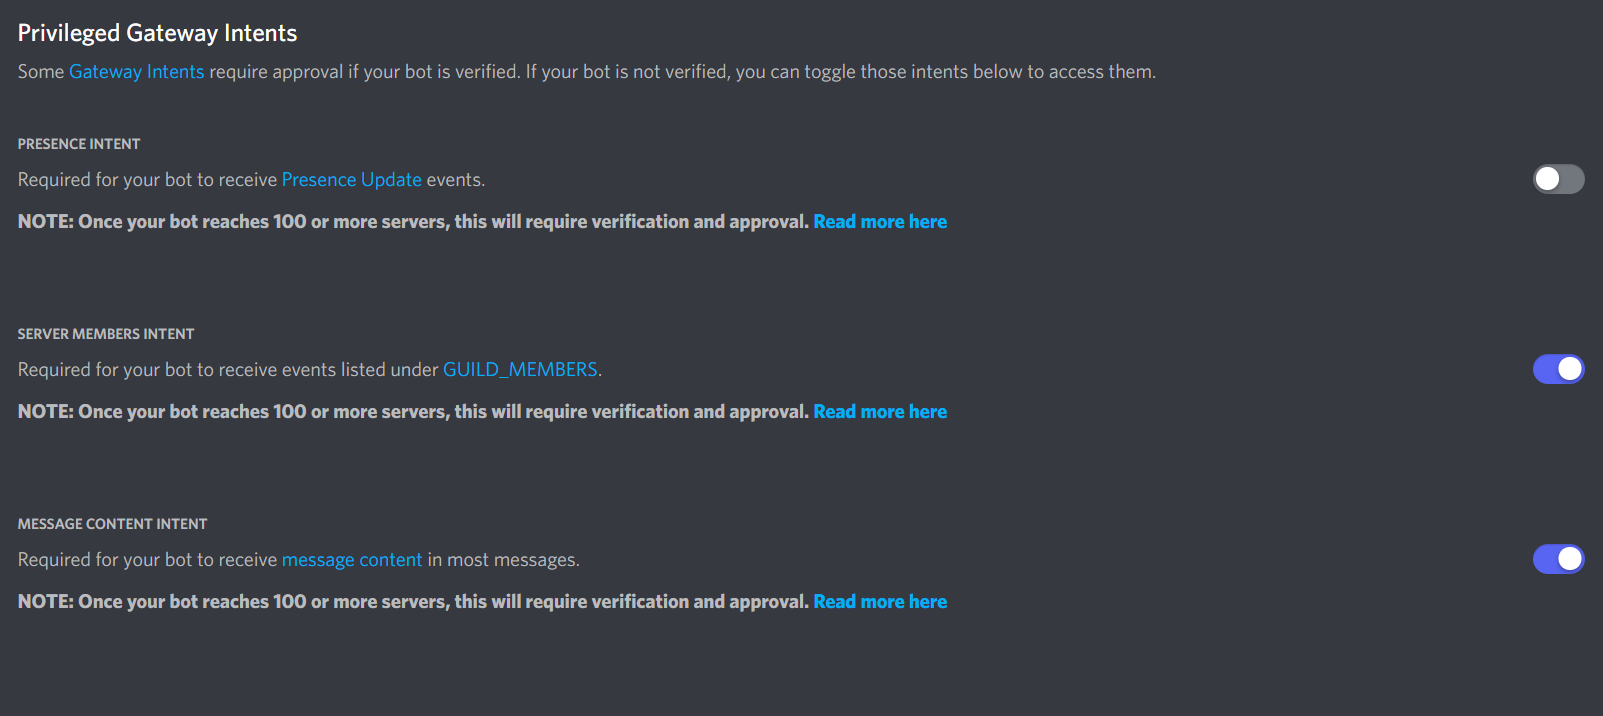 Privileged Gateway Intents
Some Gateway Intents require approval if your bot is verified. If your bot is not verified, you can toggle those intents below to access them.
PRESENCE INTENT
Required for your bot to receive Presence Update events.
NOTE: Once your bot reaches 100 or more servers, this will require verification and approval. Read more here
SERVER MEMBERS INTENT
Required for your bot to receive events listed under GUILD_MEMBERS.
NOTE: Once your bot reaches 100 or more servers, this will require verification and approval. Read more here
MESSAGE CONTENT INTENT
Required for your bot to receive message content in most messages.
NOTE: Once your bot reaches 100 or more servers, this will require verification and approval. Read more here